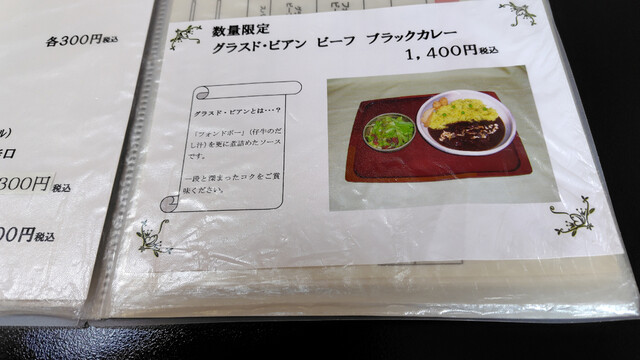 各300円税込
300円税込
00円税込
数量限定
グラスド・ビアン ビーフ ブラックカレー
1,400円税込
グラスド・ビアンとは・・・?
「フォンドボー」(仔牛のだ
し汁)を更に煮詰めたソース
です。
一段と深まったコクをご賞
味ください。